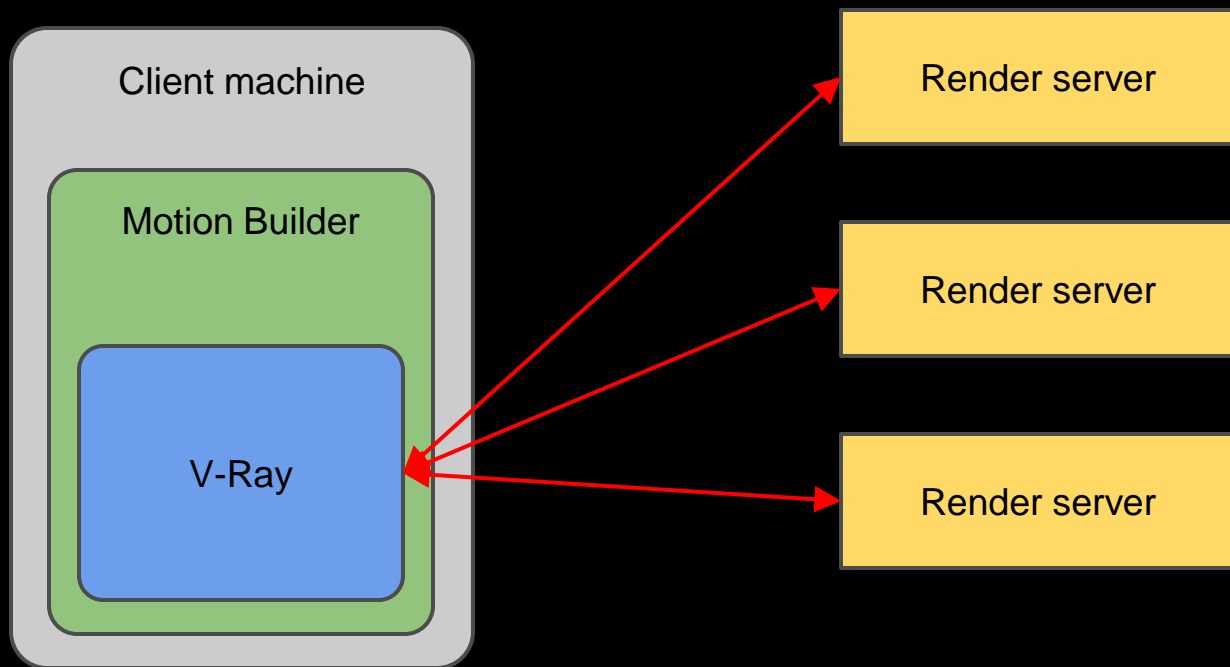 Client machine
Motion Builder
V-Ray
Render server
Render server
Render server